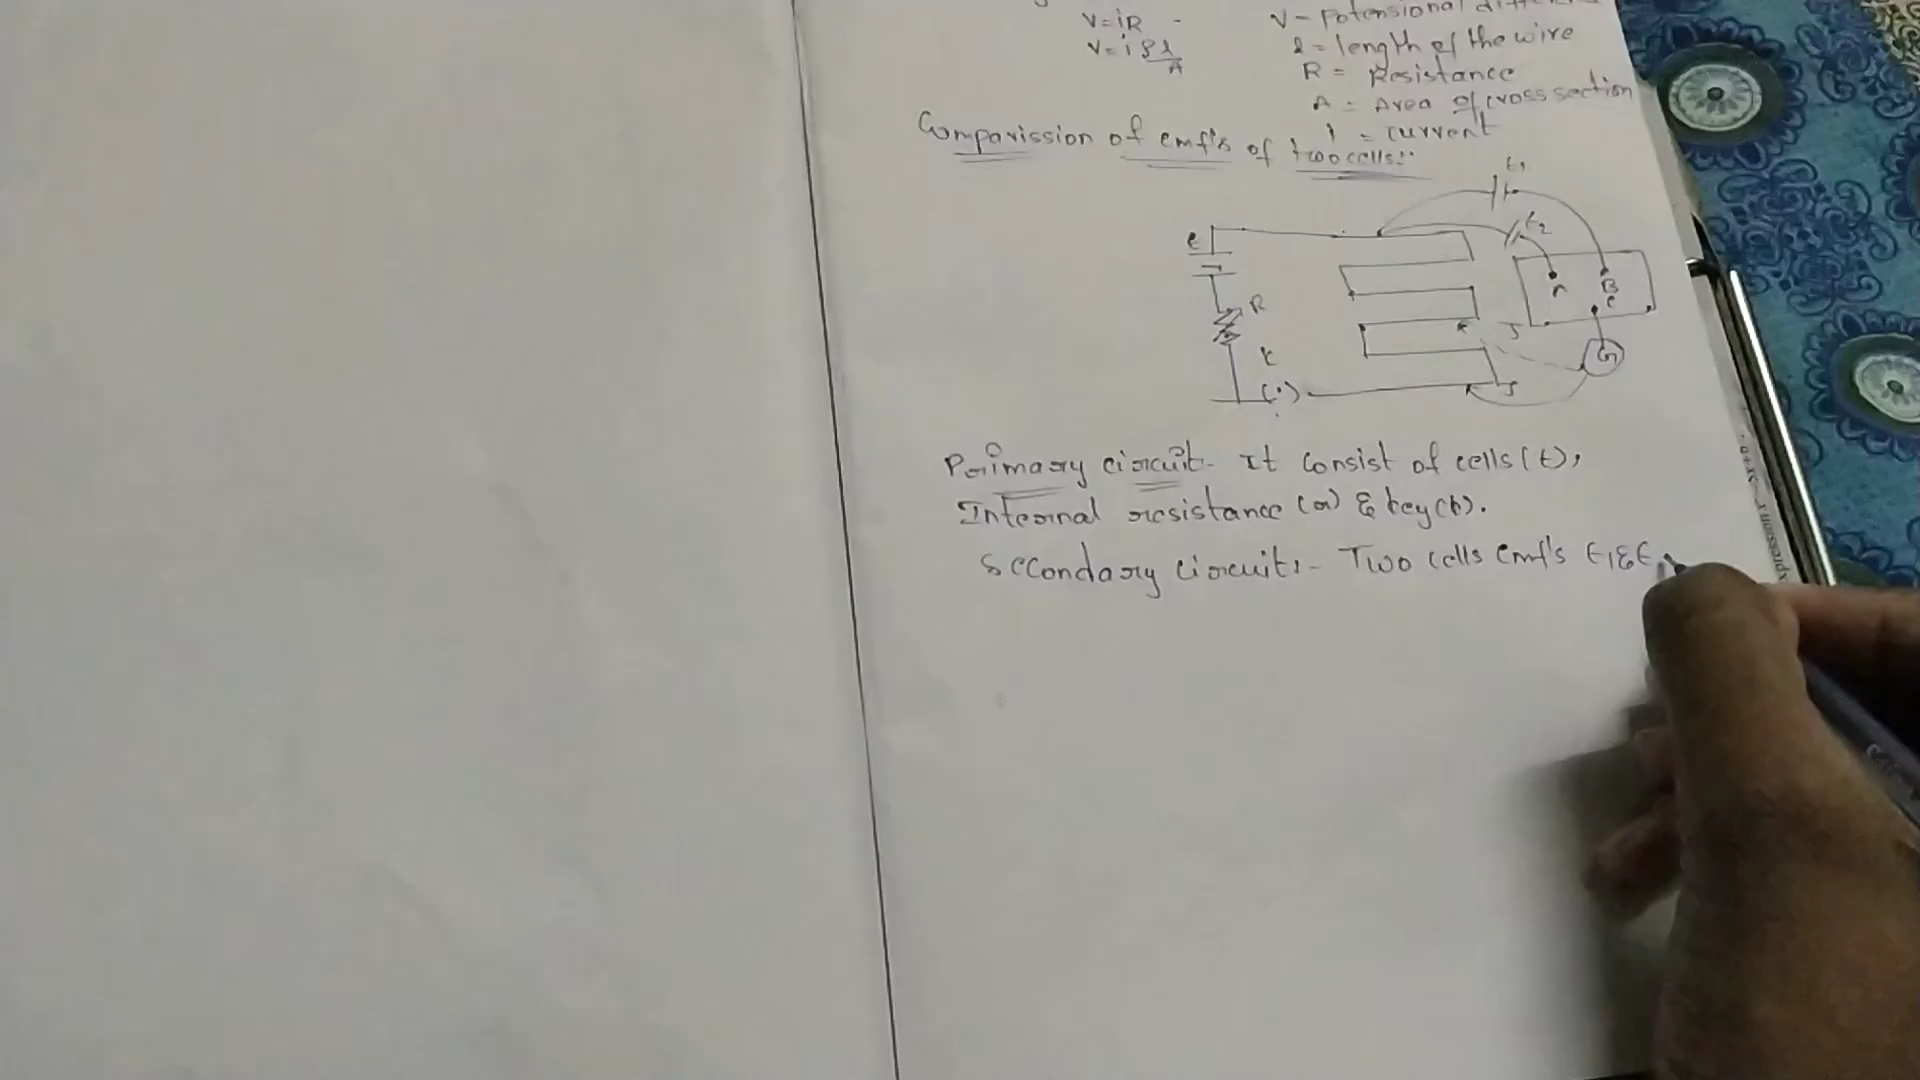 V=iR - V - Potensional
V=iρl/A l = length of the wire
R = Resistance
A = Area of cross section
i = current
Comparission of emf's of two cells:-
E1
E2
e
R
K
(.)
A B
C
J
G
J
Primary circuit:- It consist of cells (E),
Internal resistance (r) & key (k).
Secondary circuit:- Two cells emf's E1&E